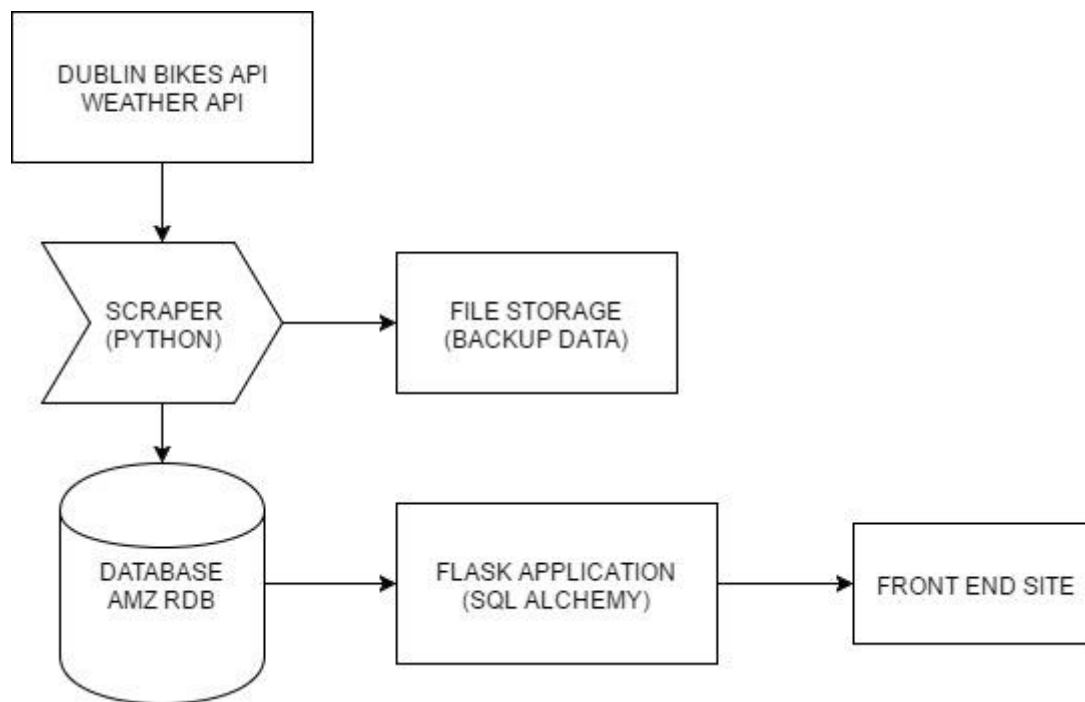 DUBLIN BIKES API
WEATHER API
SCRAPER
(PYTHON)
FILE STORAGE
(BACKUP DATA)
DATABASE
AMZ RDB
FLASK APPLICATION
(SQL ALCHEMY)
FRONT END SITE